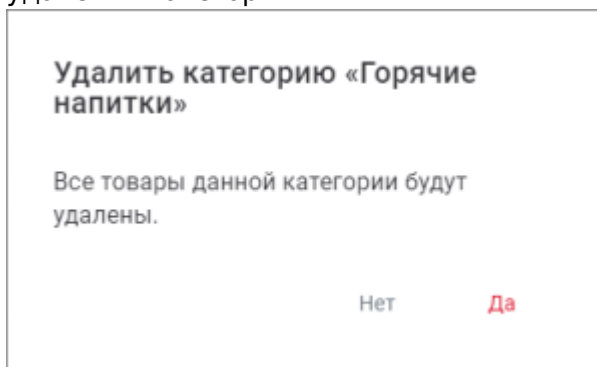 Удалить категорию «Горячие
напитки»
Все товары данной категории будут
удалены.
Нет Да